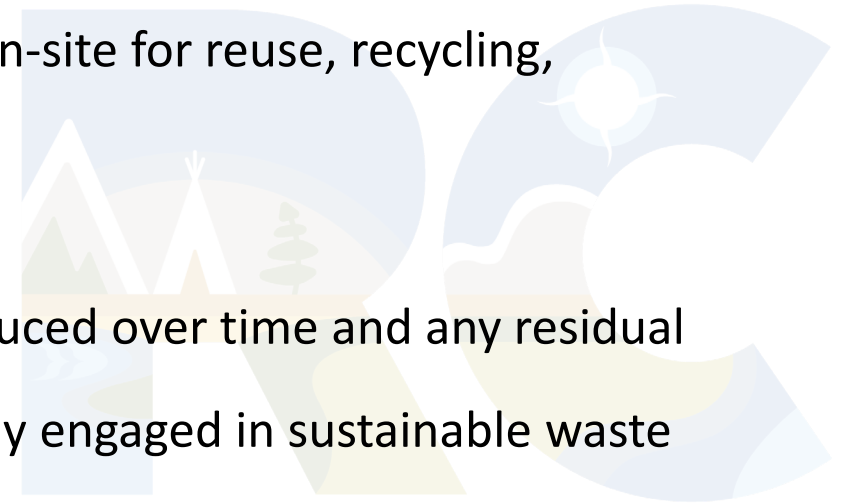 n-site for reuse, recycling,
uced over time and any residual
y engaged in sustainable waste